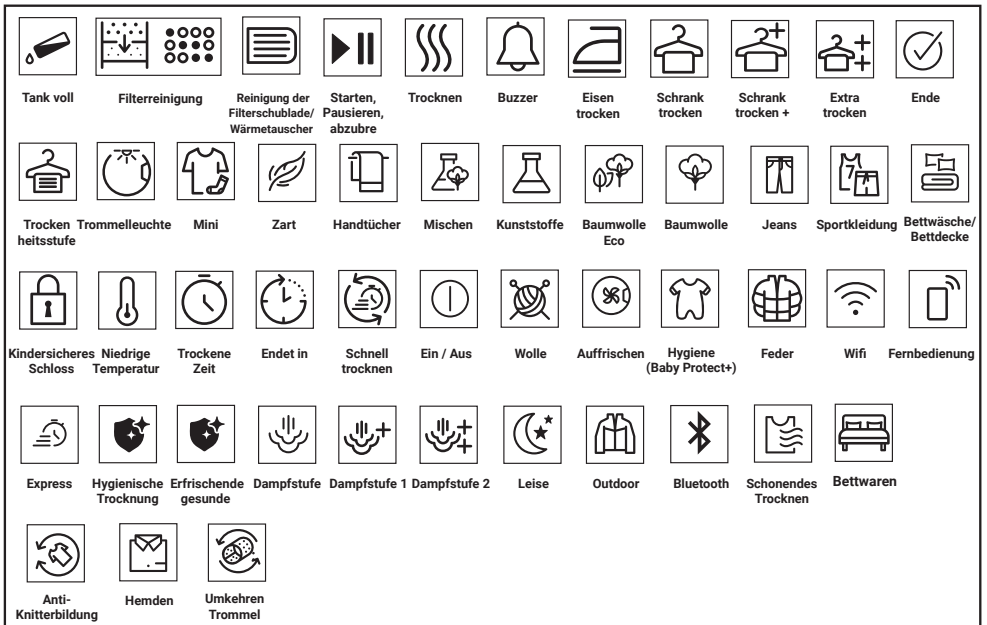 Tank voll
Filterreinigung
Reinigung der
Filterschublade/
Wärmetauscher
Starten,
Pausieren,
abzubre
Trocknen
Buzzer
Eisen
trocken
Schrank
trocken
Schrank
trocken +
Extra
trocken
Ende
Trocken
heitsstufe
Trommelleuchte
Mini
Zart
Handtücher
Mischen
Kunststoffe
Baumwolle
Eco
Baumwolle
Jeans
7
Sportkleidung
Bettwäsche/
Bettdecke
Kindersicheres
Schloss
Niedrige
Temperatur
Trockene
Zeit
Endet in
Schnell
trocknen
Ein / Aus
Wolle
Auffrischen
Hygiene
(Baby Protect+)
Feder
Wifi
Fernbedienung
Express
Hygienische
Trocknung
Erfrischende
gesunde
Dampfstufe
Dampfstufe 1
Dampfstufe 2
Leise
Outdoor
Bluetooth
Schonendes
Trocknen
Bettwaren
Anti-
Knitterbildung
Hemden
Umkehren
Trommel